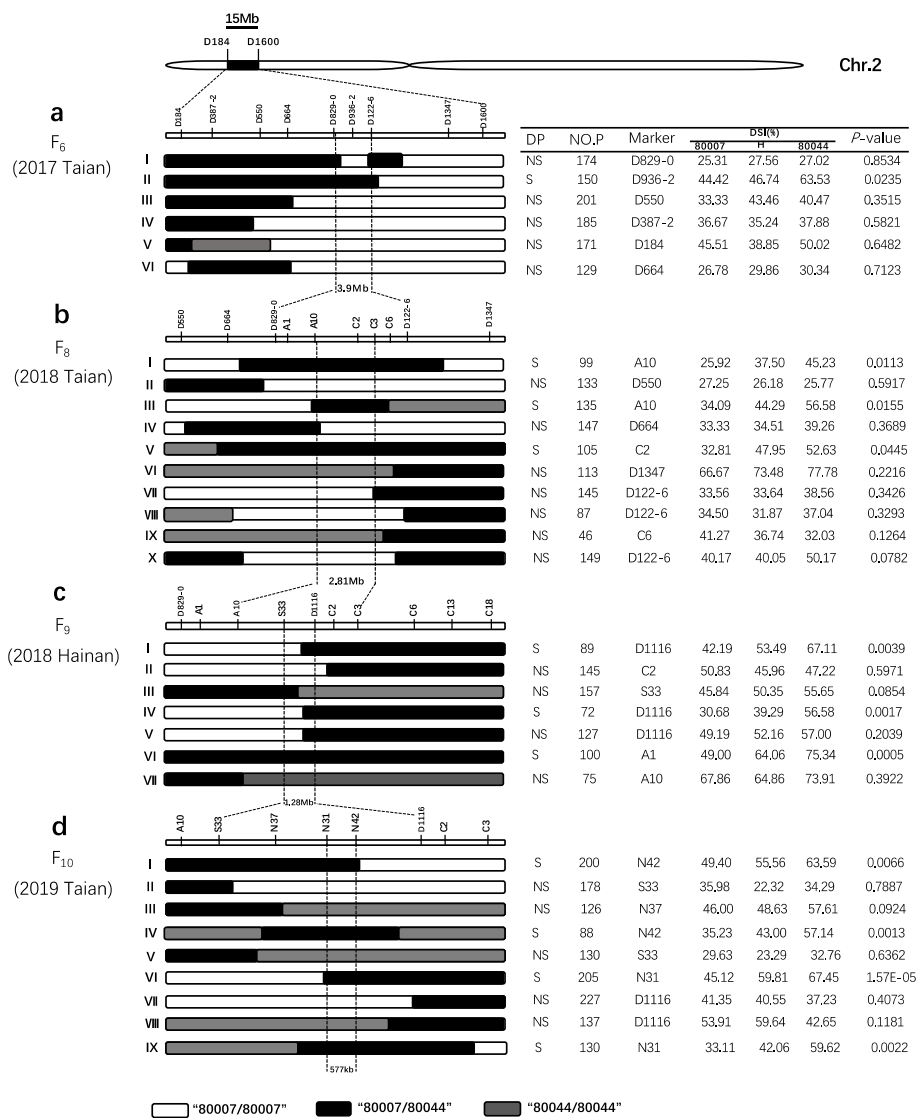 15Mb
D184 D1600
Chr.2
a
F6
(2017 Taian)
D184 D387-2 D550 D664 D829-0 D936-2 D122-6 D1347 D1600
DP NO.P Marker DSI(%) P-value
80007 H 80044
I NS 174 D829-0 25.31 27.56 27.02 0.8534
II S 150 D936-2 44.42 46.74 63.53 0.0235
III NS 201 D550 33.33 43.46 40.47 0.3515
IV NS 185 D387-2 36.67 35.24 37.88 0.5821
V NS 171 D184 45.51 38.85 50.02 0.6482
VI NS 129 D664 26.78 29.86 30.34 0.7123
3.9Mb
b
F8
(2018 Taian)
D550 D664 D829-0 A1 A10 C2 C3 C6 D122-6 D1347
I S 99 A10 25.92 37.50 45.23 0.0113
II NS 133 D550 27.25 26.18 25.77 0.5917
III S 135 A10 34.09 44.29 56.58 0.0155
IV NS 147 D664 33.33 34.51 39.26 0.3689
V S 105 C2 32.81 47.95 52.63 0.0445
VI NS 113 D1347 66.67 73.48 77.78 0.2216
VII NS 145 D122-6 33.56 33.64 38.56 0.3426
VIII NS 87 D122-6 34.50 31.87 37.04 0.3293
IX NS 46 C6 41.27 36.74 32.03 0.1264
X NS 149 D122-6 40.17 40.05 50.17 0.0782
2.81Mb
c
F9
(2018 Hainan)
D829-0 A1 A10 S33 D1116 C2 C3 C6 C13 C18
I S 89 D1116 42.19 53.49 67.11 0.0039
II NS 145 C2 50.83 45.96 47.22 0.5971
III NS 157 S33 45.84 50.35 55.65 0.0854
IV S 72 D1116 30.68 39.29 56.58 0.0017
V NS 127 D1116 49.19 52.16 57.00 0.2039
VI S 100 A1 49.00 64.06 75.34 0.0005
VII NS 75 A10 67.86 64.86 73.91 0.3922
1.28Mb
d
F10
(2019 Taian)
A10 S33 N37 N31 N42 D1116 C2 C3
I S 200 N42 49.40 55.56 63.59 0.0066
II NS 178 S33 35.98 22.32 34.29 0.7887
III NS 126 N37 46.00 48.63 57.61 0.0924
IV S 88 N42 35.23 43.00 57.14 0.0013
V NS 130 S33 29.63 23.29 32.76 0.6362
VI S 205 N31 45.12 59.81 67.45 1.57E-05
VII NS 227 D1116 41.35 40.55 37.23 0.4073
VIII NS 137 D1116 53.91 59.64 42.65 0.1181
IX S 130 N31 33.11 42.06 59.62 0.0022
577kb
“80007/80007” “80007/80044” “80044/80044”